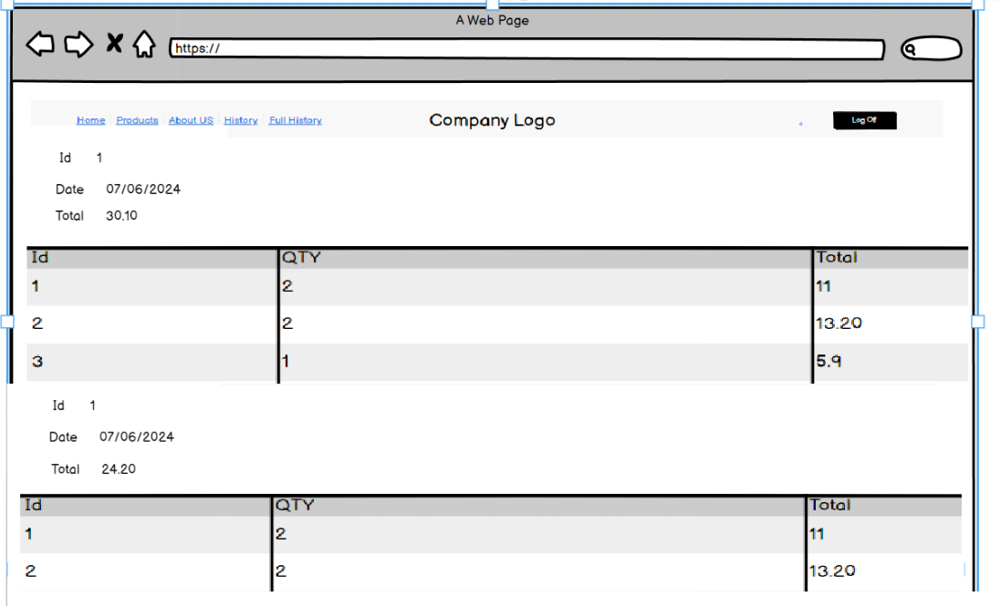 A Web Page
https://
Home Products About US History Full History Company Logo Log Off
Id 1
Date 07/06/2024
Total 30.10
Id QTY Total
1 2 11
2 2 13.20
3 1 5.9
Id 1
Date 07/06/2024
Total 24.20
Id QTY Total
1 2 11
2 2 13.20